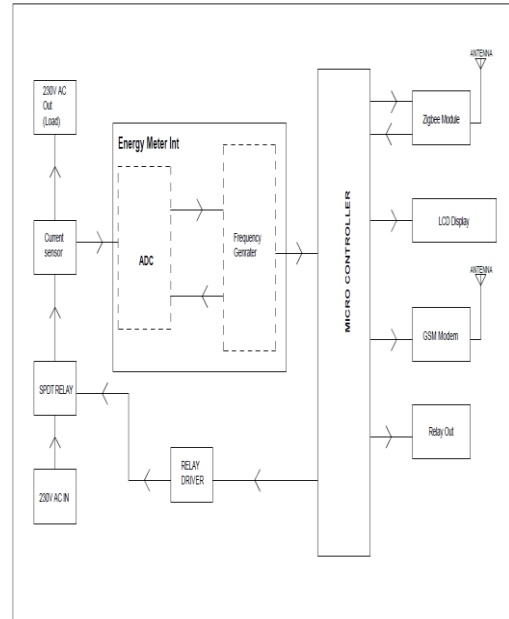 230V AC
Out
(Load)
Energy Meter Int
ADC
Frequency
Genrater
Current
sensor
SPDT RELAY
230V AC IN
RELAY
DRIVER
MICRO CONTROLLER
ANTENNA
Zigbee Module
LCD Display
ANTENNA
GSM Modem
Relay Out